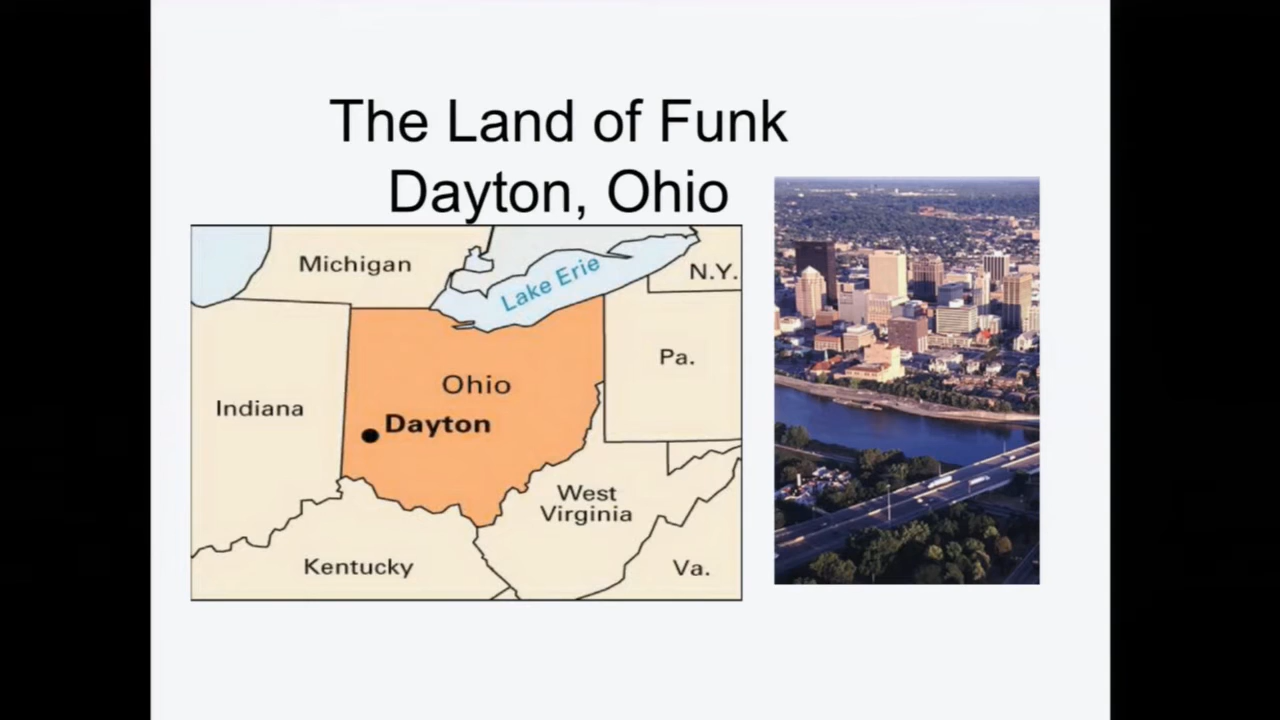 The Land of Funk
Dayton, Ohio
Michigan
Lake Erie
N.Y.
Pa.
Ohio
Indiana
Dayton
West
Virginia
Kentucky
Va.